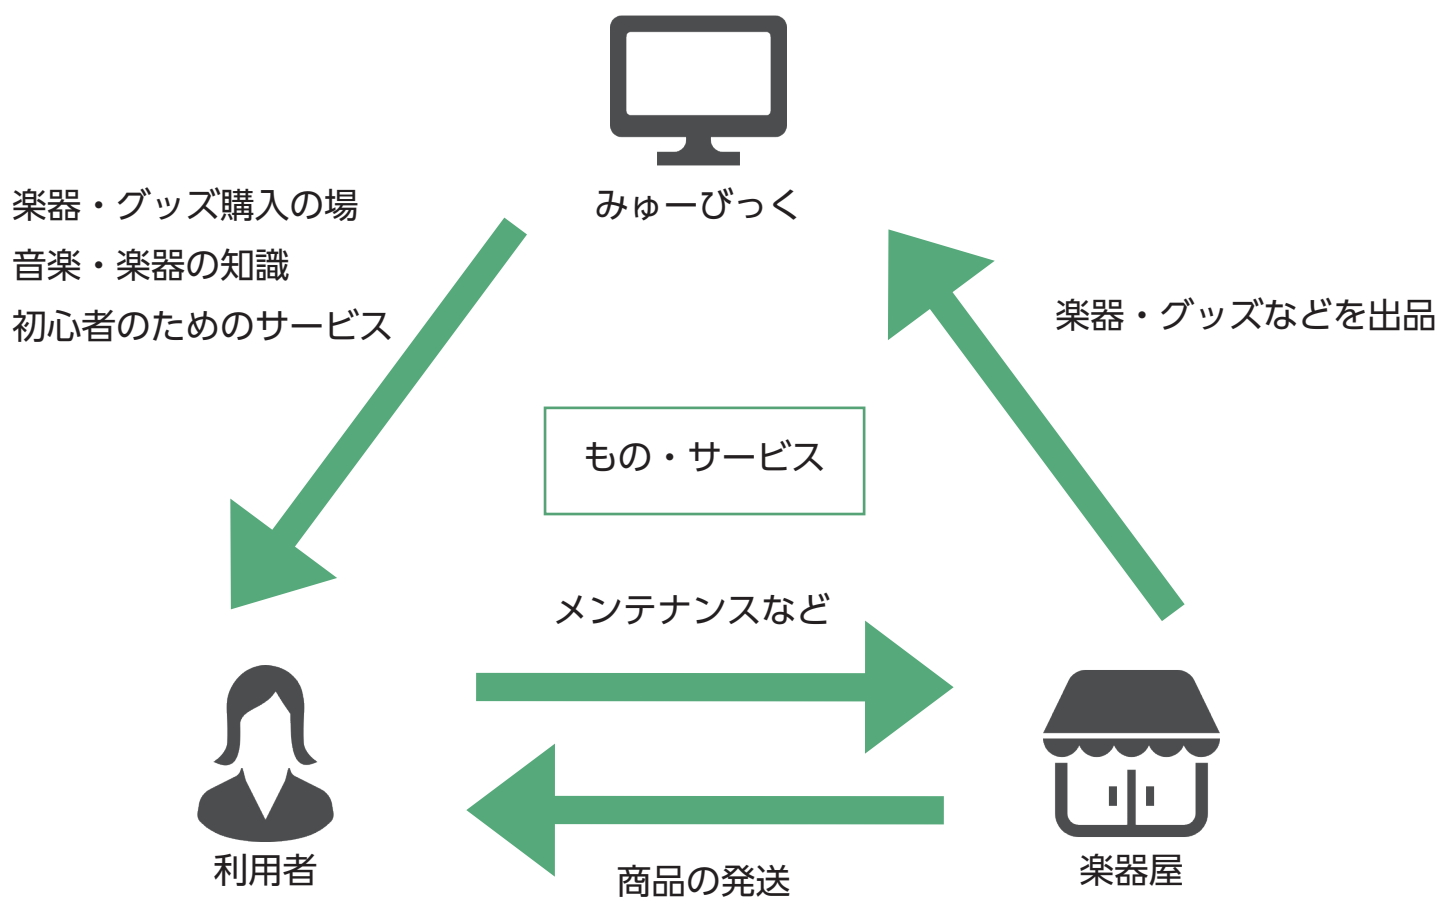 みゅーびっく
楽器・グッズ購入の場
音楽・楽器の知識
初心者のためのサービス
楽器・グッズなどを出品
もの・サービス
メンテナンスなど
利用者
商品の発送
楽器屋